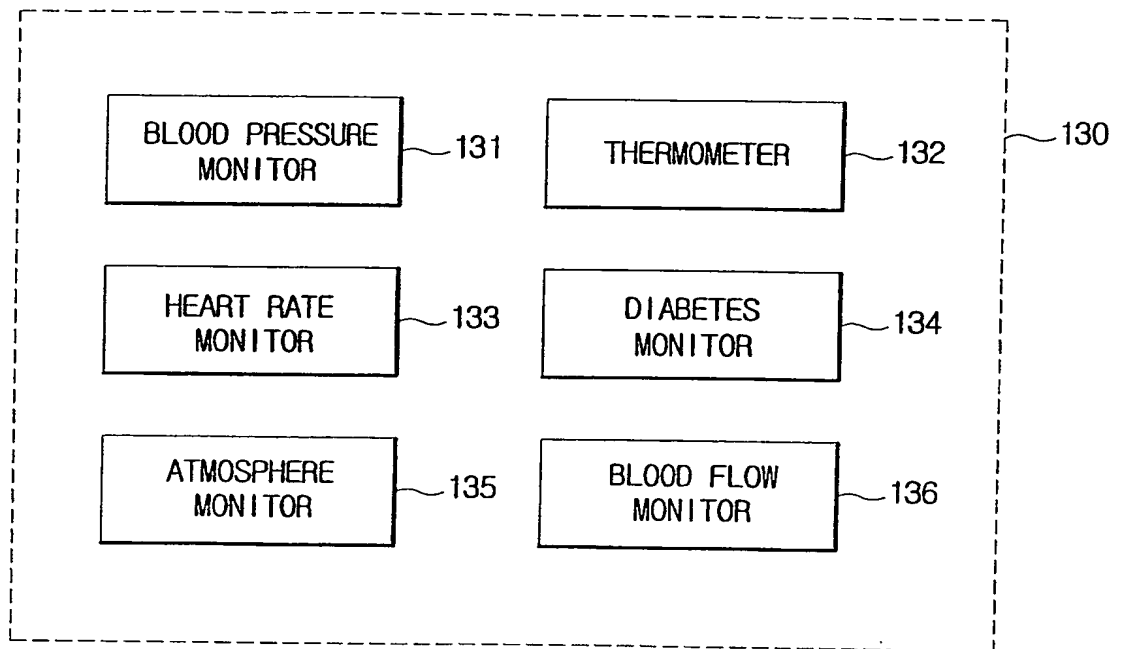 BLOOD PRESSURE
MONITOR
131
THERMOMETER
132
130
HEART RATE
MONITOR
133
DIABETES
MONITOR
134
ATMOSPHERE
MONITOR
135
BLOOD FLOW
MONITOR
136